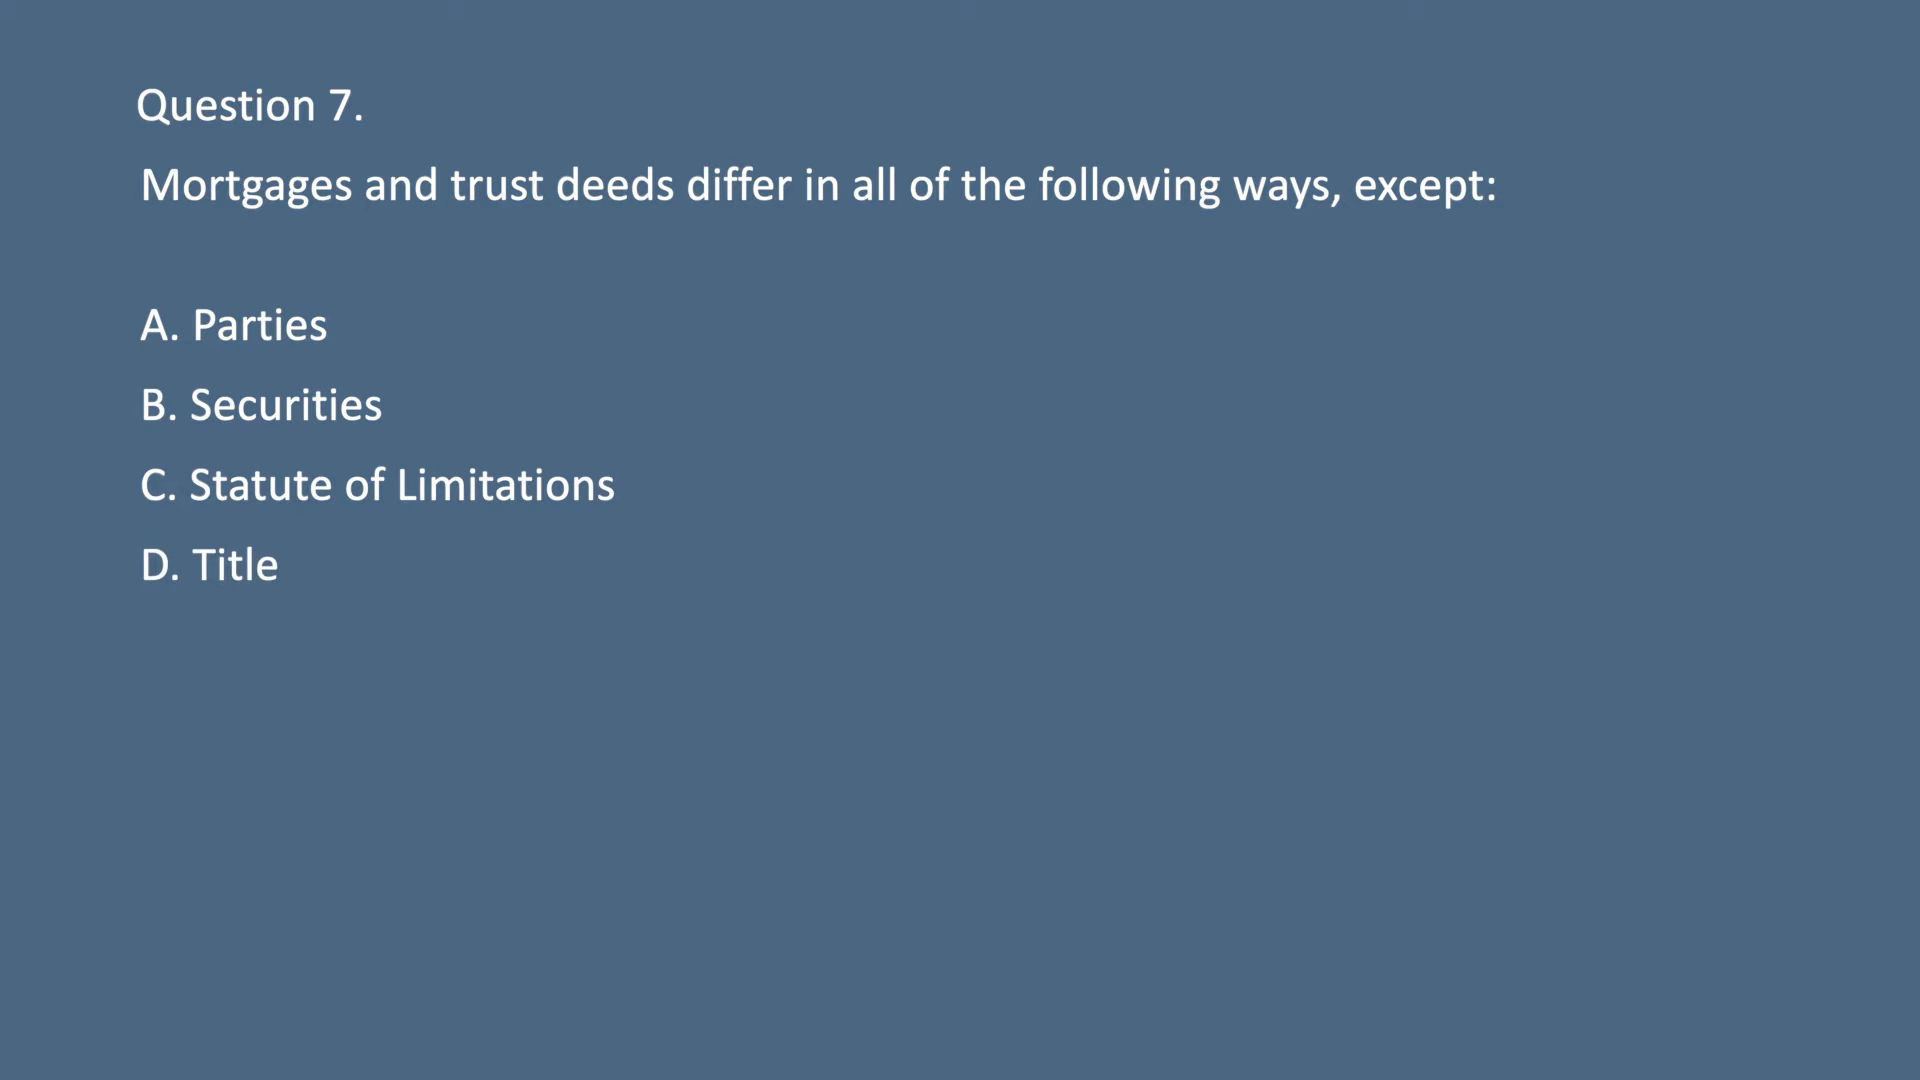 Question 7.
Mortgages and trust deeds differ in all of the following ways, except:
A. Parties
B. Securities
C. Statute of Limitations
D. Title